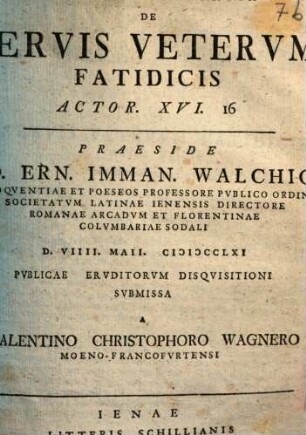 DE
ERVIS VETERVM
FATIDICIS
ACTOR. XVI. 16
PRAESIDE
ERN. IMMAN. WALCHIO
OQVENTIAE ET POESEOS PROFESSORE PVBLICO ORDIN
SOCIETATVM LATINAE IENENSIS DIRECTORE
ROMANAE ARCADVM ET FLORENTINAE
COLVMBARIAE SODALI
D. VIIII. MAII. CIƆIƆCCLXI
PVBLICAE ERVDITORVM DISQVISITIONI
SVBMISSA
A
ALENTINO CHRISTOPHORO WAGNERO
MOENO-FRANCOFVRTENSI
IENAE
LITTERIS SCHILLIANIS